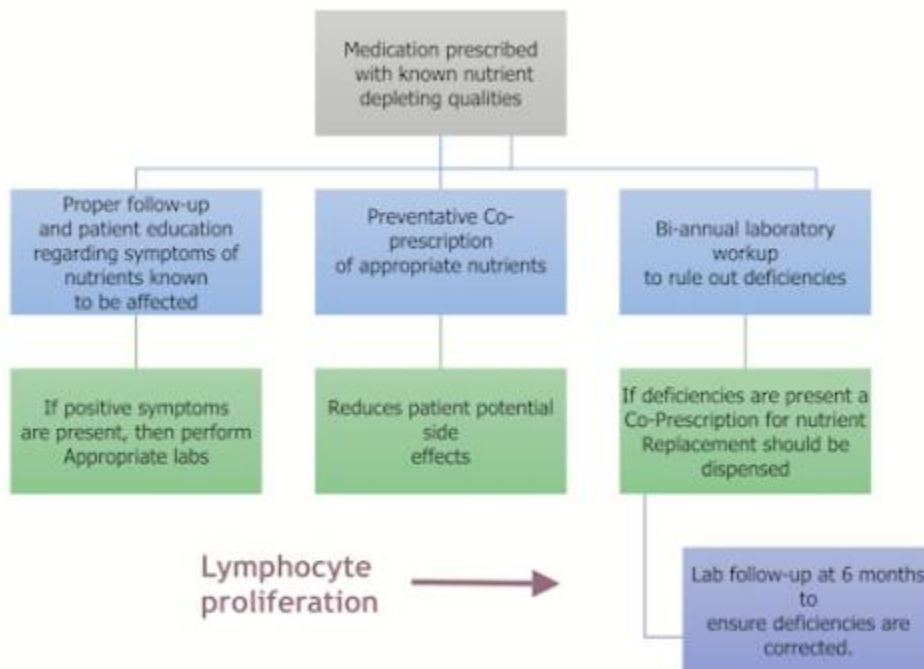 Medication prescribed
with known nutrient
depleting qualities
Proper follow-up
and patient education
regarding symptoms of
nutrients known
to be affected
Preventative Co-
prescription
of appropriate nutrients
Bi-annual laboratory
workup
to rule out deficiencies
If positive symptoms
are present, then perform
Appropriate labs
Reduces patient potential
side
effects
If deficiencies are present a
Co-Prescription for nutrient
Replacement should be
dispensed
Lymphocyte
proliferation
Lab follow-up at 6 months
to
ensure deficiencies are
corrected.